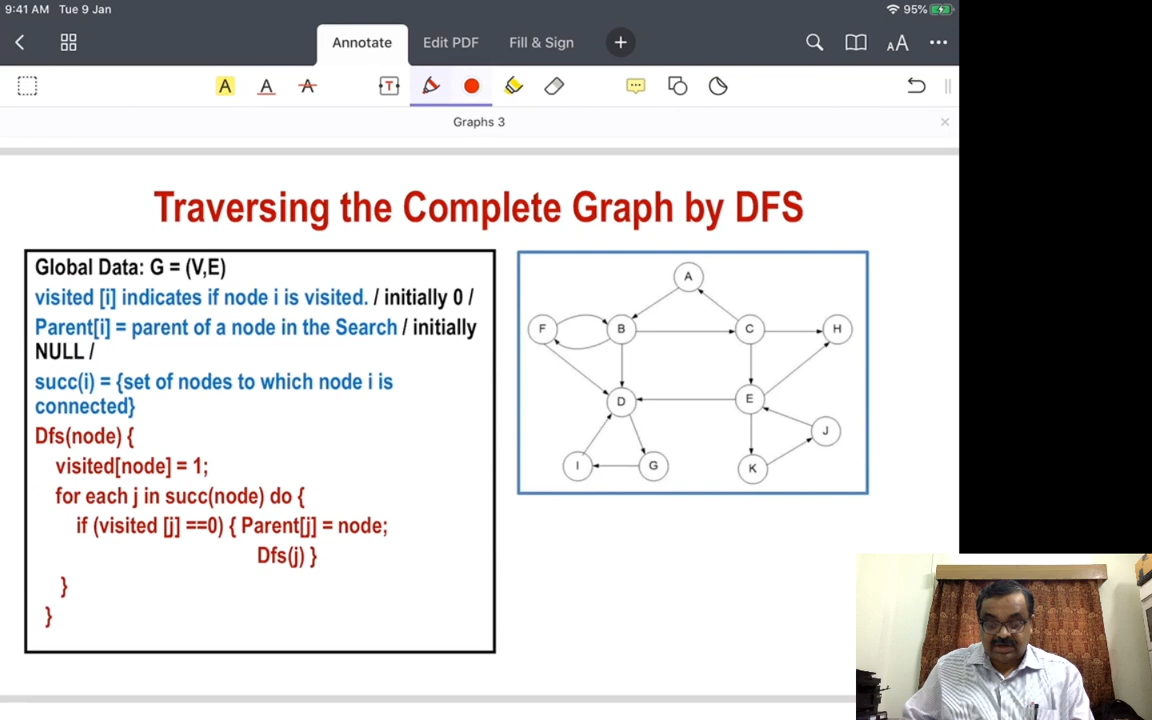 9:41 AM Tue 9 Jan 95%
Annotate Edit PDF Fill & Sign
A A A T AA
Graphs 3
Traversing the Complete Graph by DFS
Global Data: G = (V,E)
visited [i] indicates if node i is visited. / initially 0 /
Parent[i] = parent of a node in the Search / initially
NULL /
succ(i) = {set of nodes to which node i is
connected}
Dfs(node) {
visited[node] = 1;
for each j in succ(node) do {
if (visited [j] ==0) { Parent[j] = node;
Dfs(j) }
}
}
A
F B C H
D E
J
I G K